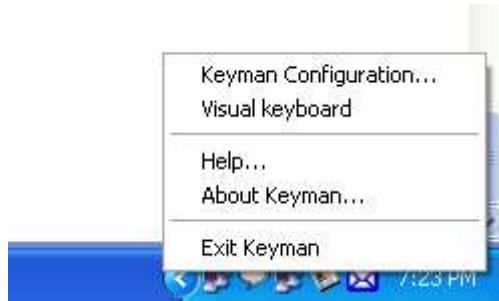 Keyman Configuration...
Visual keyboard
Help...
About Keyman...
Exit Keyman
7:23 PM